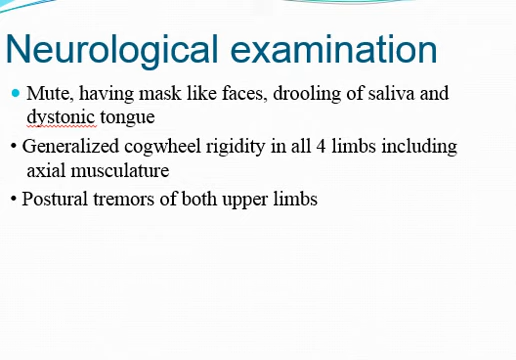 Neurological examination
• Mute, having mask like faces, drooling of saliva and
dystonic tongue
• Generalized cogwheel rigidity in all 4 limbs including
axial musculature
• Postural tremors of both upper limbs